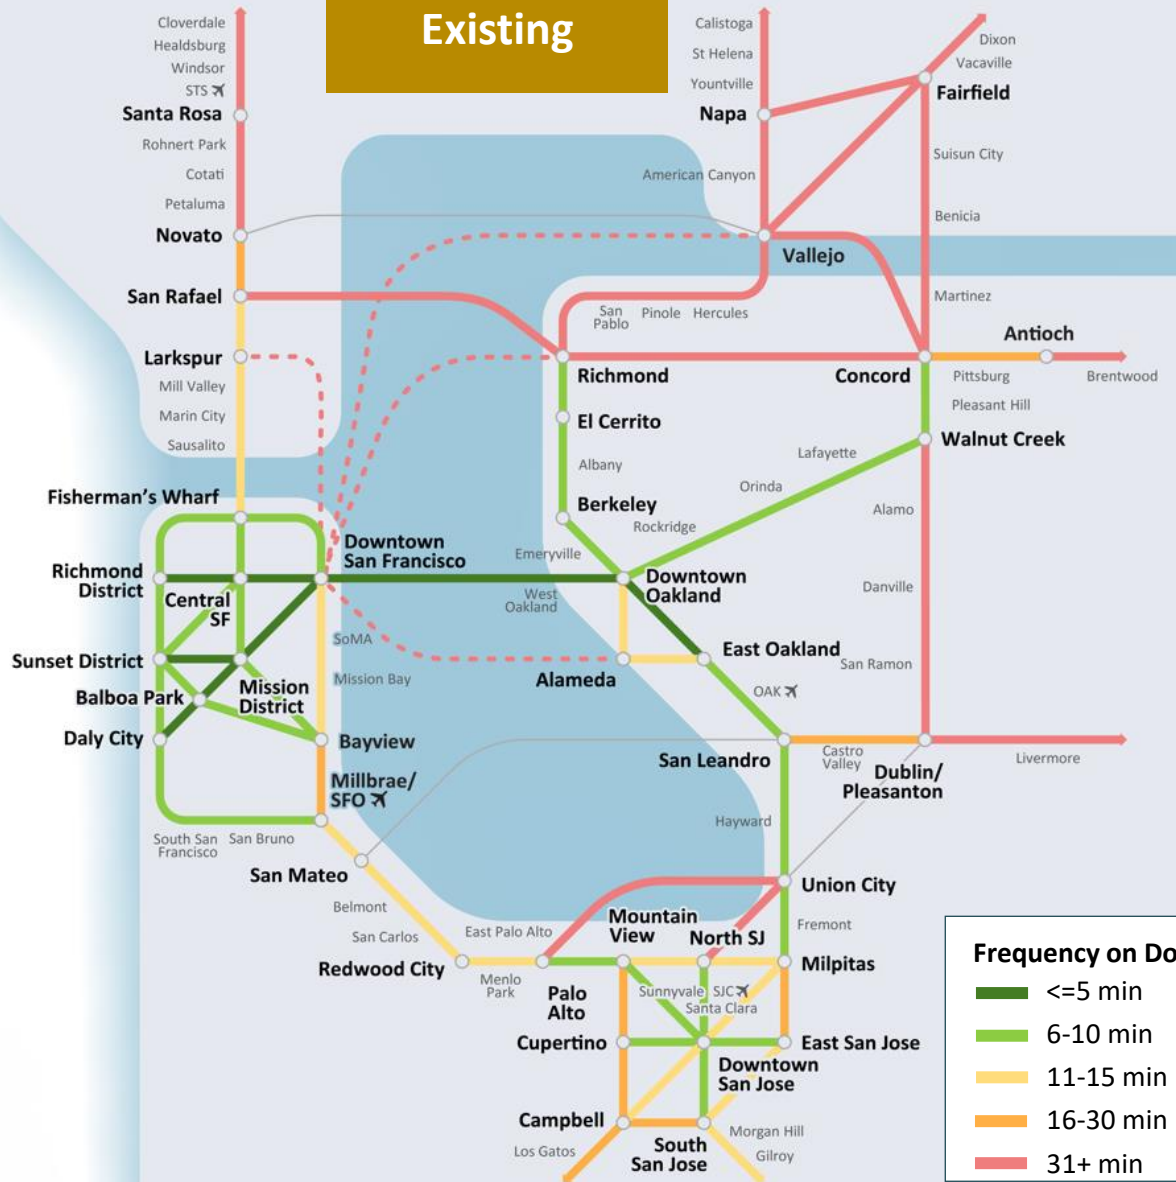 Existing
Cloverdale
Healdsburg
Windsor
STS
Santa Rosa
Rohnert Park
Cotati
Petaluma
Novato
San Rafael
Larkspur
Mill Valley
Marin City
Sausalito
Calistoga
St Helena
Yountville
Napa
American Canyon
Vallejo
Dixon
Vacaville
Fairfield
Suisun City
Benicia
Martinez
San
Pablo
Pinole
Hercules
Richmond
Concord
Antioch
Pittsburg
Brentwood
Pleasant Hill
El Cerrito
Walnut Creek
Albany
Lafayette
Orinda
Berkeley
Rockridge
Alamo
Emeryville
Danville
San Ramon
Fisherman's Wharf
Downtown
San Francisco
Richmond
District
Central
SF
West
Oakland
Downtown
Oakland
SoMA
Sunset District
Mission Bay
Mission
District
Balboa Park
Daly City
Bayview
Alameda
East Oakland
OAK
San Leandro
Castro
Valley
Dublin/
Pleasanton
Livermore
Millbrae/
SFO
South San
Francisco
San Bruno
Hayward
San Mateo
Union City
Belmont
San Carlos
East Palo Alto
Mountain
View
North SJ
Fremont
Redwood City
Menlo
Park
Palo
Alto
Sunnyvale
SJC
Santa Clara
Milpitas
Cupertino
East San Jose
Downtown
San Jose
Campbell
Los Gatos
South
San Jose
Morgan Hill
Gilroy
Frequency on Do
<=5 min
6-10 min
11-15 min
16-30 min
31+ min